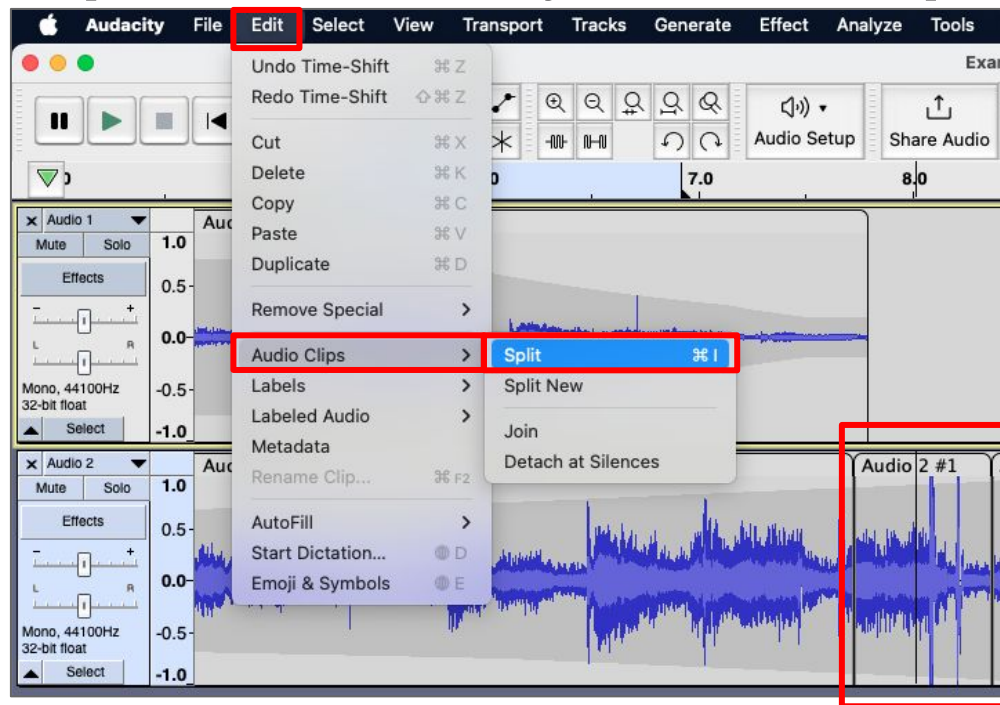 Audacity File Edit Select View Transport Tracks Generate Effect Analyze Tools
Undo Time-Shift ⌘ Z
Redo Time-Shift ⇧ ⌘ Z
Cut ⌘ X
Delete ⌘ K
Copy ⌘ C
Paste ⌘ V
Duplicate ⌘ D
Remove Special >
Audio Clips >
Labels >
Labeled Audio >
Metadata
Rename Clip... ⌘ F2
AutoFill >
Start Dictation... D
Emoji & Symbols E
Split ⌘ I
Split New
Join
Detach at Silences
Audio Setup
Share Audio
7.0
8.0
Audio 1
Mute Solo
Effects
- +
L R
Mono, 44100Hz
32-bit float
Select
1.0
0.5
0.0
-0.5
-1.0
Audio 2
Mute Solo
Effects
- +
L R
Mono, 44100Hz
32-bit float
Select
1.0
0.5
0.0
-0.5
-1.0
Audio 2 #1